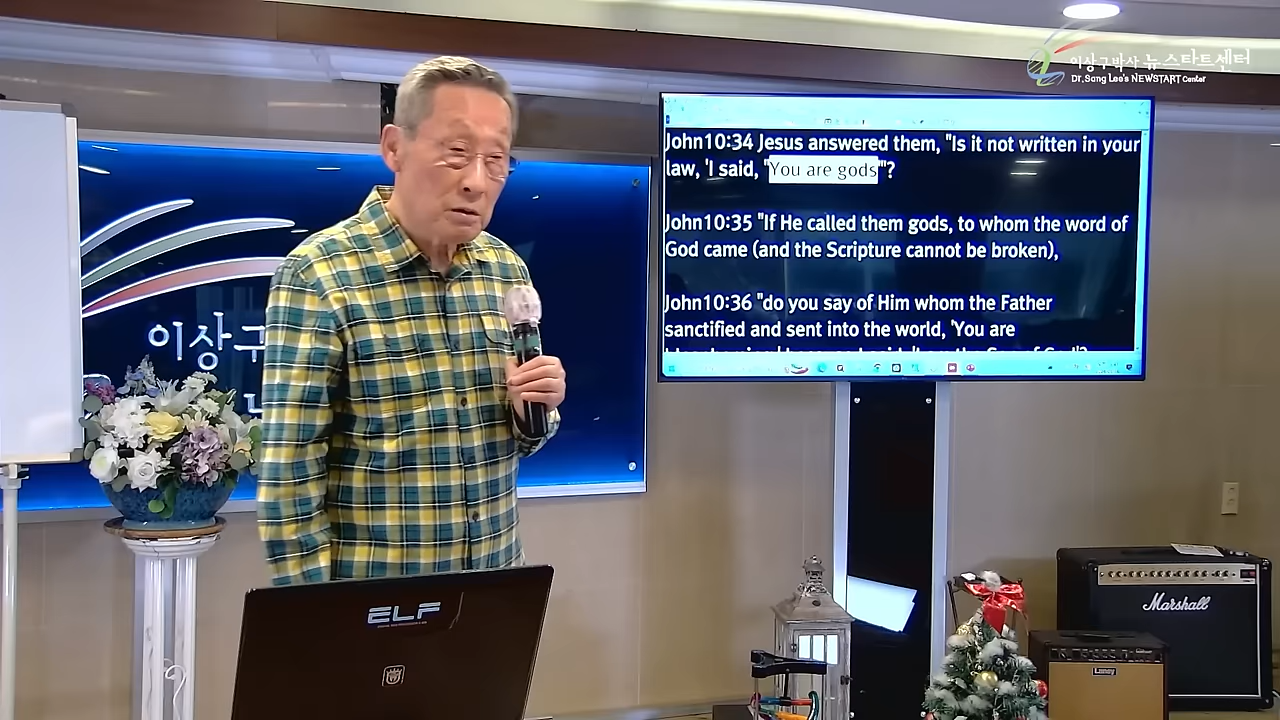 이상구박사 뉴스타트센터
Dr.Sang Lee's NEWSTART Center
John10:34 Jesus answered them, "Is it not written in your
law, 'I said, "You are gods"'?
John10:35 "If He called them gods, to whom the word of
God came (and the Scripture cannot be broken),
John10:36 "do you say of Him whom the Father
sanctified and sent into the world, 'You are
이상구
ELF
Marshall
Laney